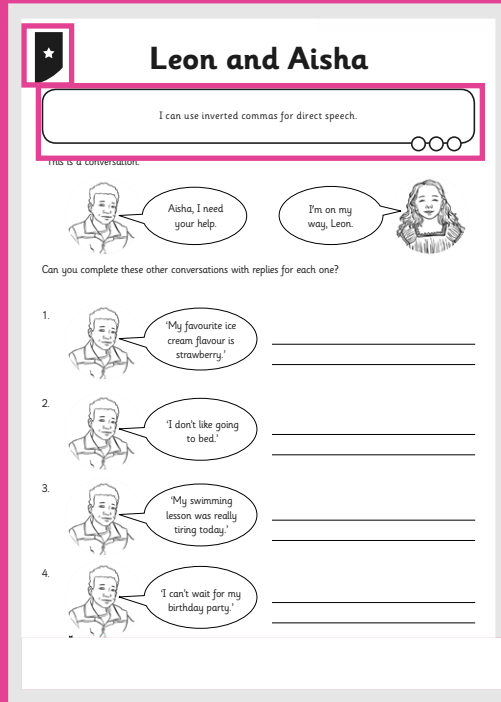 Leon and Aisha
I can use inverted commas for direct speech.
This is a conversation.
Aisha, I need
your help.
I'm on my
way, Leon.
Can you complete these other conversations with replies for each one?
1.
‘My favourite ice
cream flavour is
strawberry.’
2.
‘I don't like going
to bed.’
3.
‘My swimming
lesson was really
tiring today.’
4.
‘I can't wait for my
birthday party.’